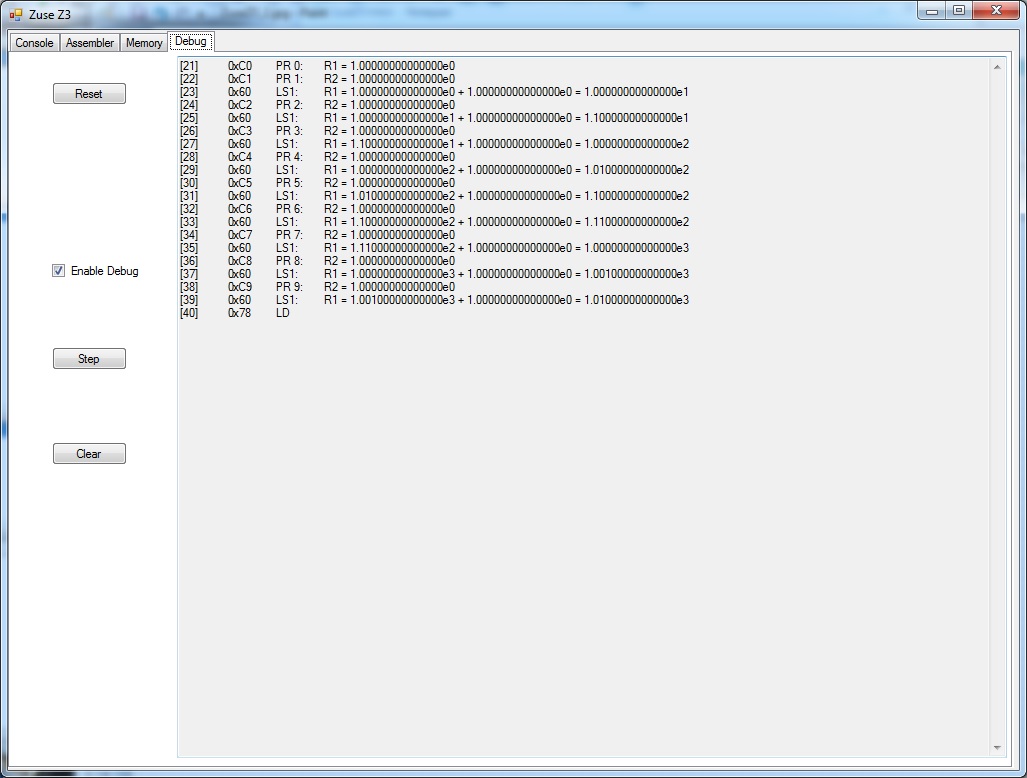 Zuse Z3
Console Assembler Memory Debug
Reset
Enable Debug
Step
Clear
[21] 0xC0 PR 0: R1 = 1.00000000000000e0
[22] 0xC1 PR 1: R2 = 1.00000000000000e0
[23] 0x60 LS1: R1 = 1.00000000000000e0 + 1.00000000000000e0 = 1.00000000000000e1
[24] 0xC2 PR 2: R2 = 1.00000000000000e0
[25] 0x60 LS1: R1 = 1.00000000000000e1 + 1.00000000000000e0 = 1.10000000000000e1
[26] 0xC3 PR 3: R2 = 1.00000000000000e0
[27] 0x60 LS1: R1 = 1.10000000000000e1 + 1.00000000000000e0 = 1.00000000000000e2
[28] 0xC4 PR 4: R2 = 1.00000000000000e0
[29] 0x60 LS1: R1 = 1.00000000000000e2 + 1.00000000000000e0 = 1.01000000000000e2
[30] 0xC5 PR 5: R2 = 1.00000000000000e0
[31] 0x60 LS1: R1 = 1.01000000000000e2 + 1.00000000000000e0 = 1.10000000000000e2
[32] 0xC6 PR 6: R2 = 1.00000000000000e0
[33] 0x60 LS1: R1 = 1.10000000000000e2 + 1.00000000000000e0 = 1.11000000000000e2
[34] 0xC7 PR 7: R2 = 1.00000000000000e0
[35] 0x60 LS1: R1 = 1.11000000000000e2 + 1.00000000000000e0 = 1.00000000000000e3
[36] 0xC8 PR 8: R2 = 1.00000000000000e0
[37] 0x60 LS1: R1 = 1.00000000000000e3 + 1.00000000000000e0 = 1.00100000000000e3
[38] 0xC9 PR 9: R2 = 1.00000000000000e0
[39] 0x60 LS1: R1 = 1.00100000000000e3 + 1.00000000000000e0 = 1.01000000000000e3
[40] 0x78 LD